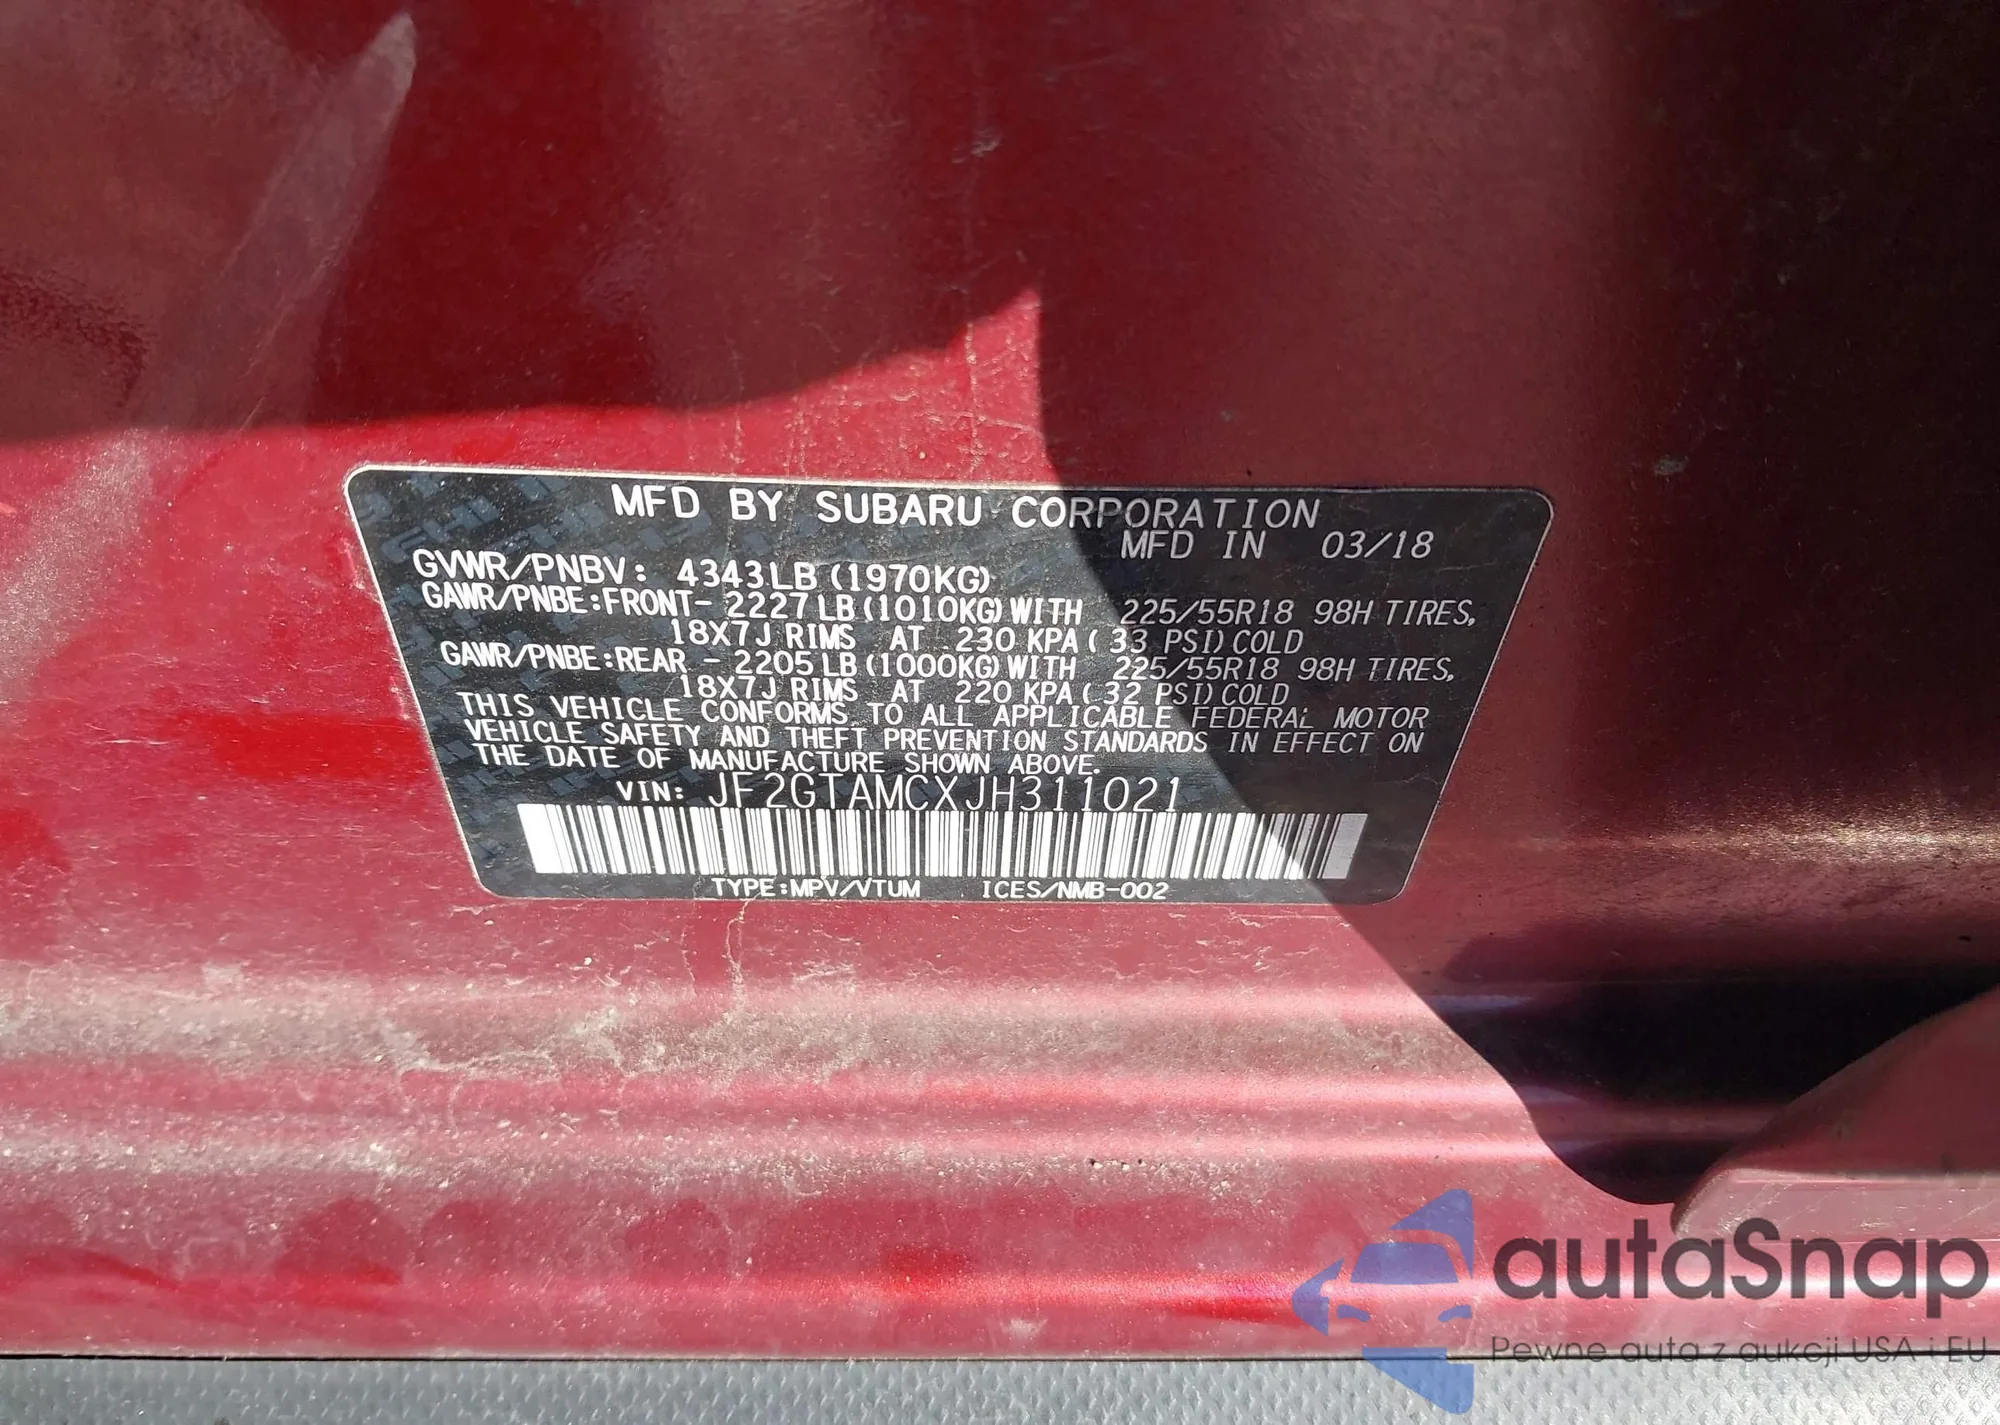 MFD BY SUBARU CORPORATION
MFD IN 03/18
GVWR/PNBV: 4343LB(1970KG)
GAWR/PNBE:FRONT- 2227LB(1010KG)WITH 225/55R18 98H TIRES,
18X7J RIMS AT 230 KPA( 33 PSI)COLD
GAWR/PNBE:REAR - 2205LB(1000KG)WITH 225/55R18 98H TIRES,
18X7J RIMS AT 220 KPA( 32 PSI)COLD
THIS VEHICLE CONFORMS TO ALL APPLICABLE FEDERAL MOTOR
VEHICLE SAFETY AND THEFT PREVENTION STANDARDS IN EFFECT ON
THE DATE OF MANUFACTURE SHOWN ABOVE.
VIN: JF2GTAMCXJH311021
TYPE:MPV/VTUM ICES/NMB-002
autaSnap
Pewne auta z aukcji USA i EU